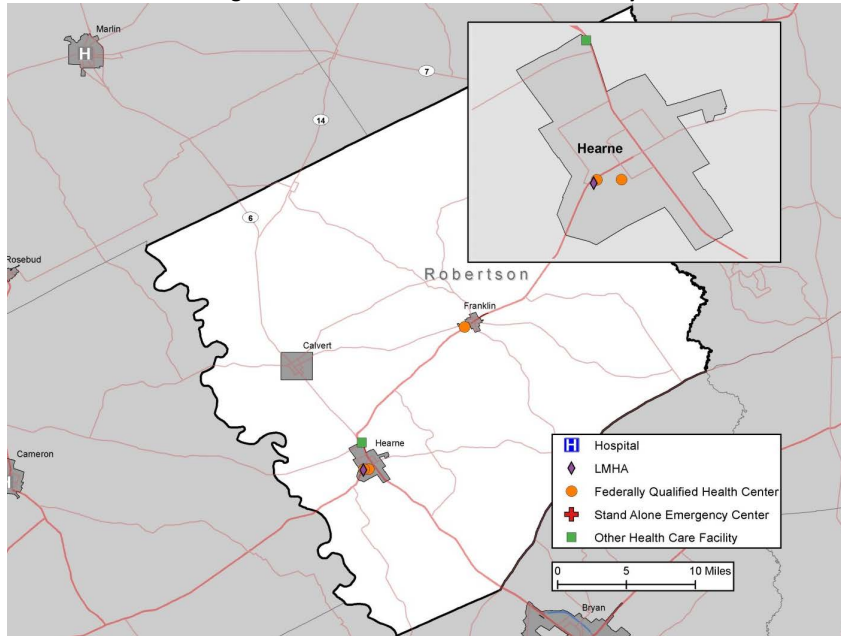 Marlin
H
7
14
6
Hearne
Rosebud
Robertson
Franklin
Calvert
Hearne
Cameron
H Hospital
LMHA
Federally Qualified Health Center
Stand Alone Emergency Center
Other Health Care Facility
0 5 10 Miles
Bryan